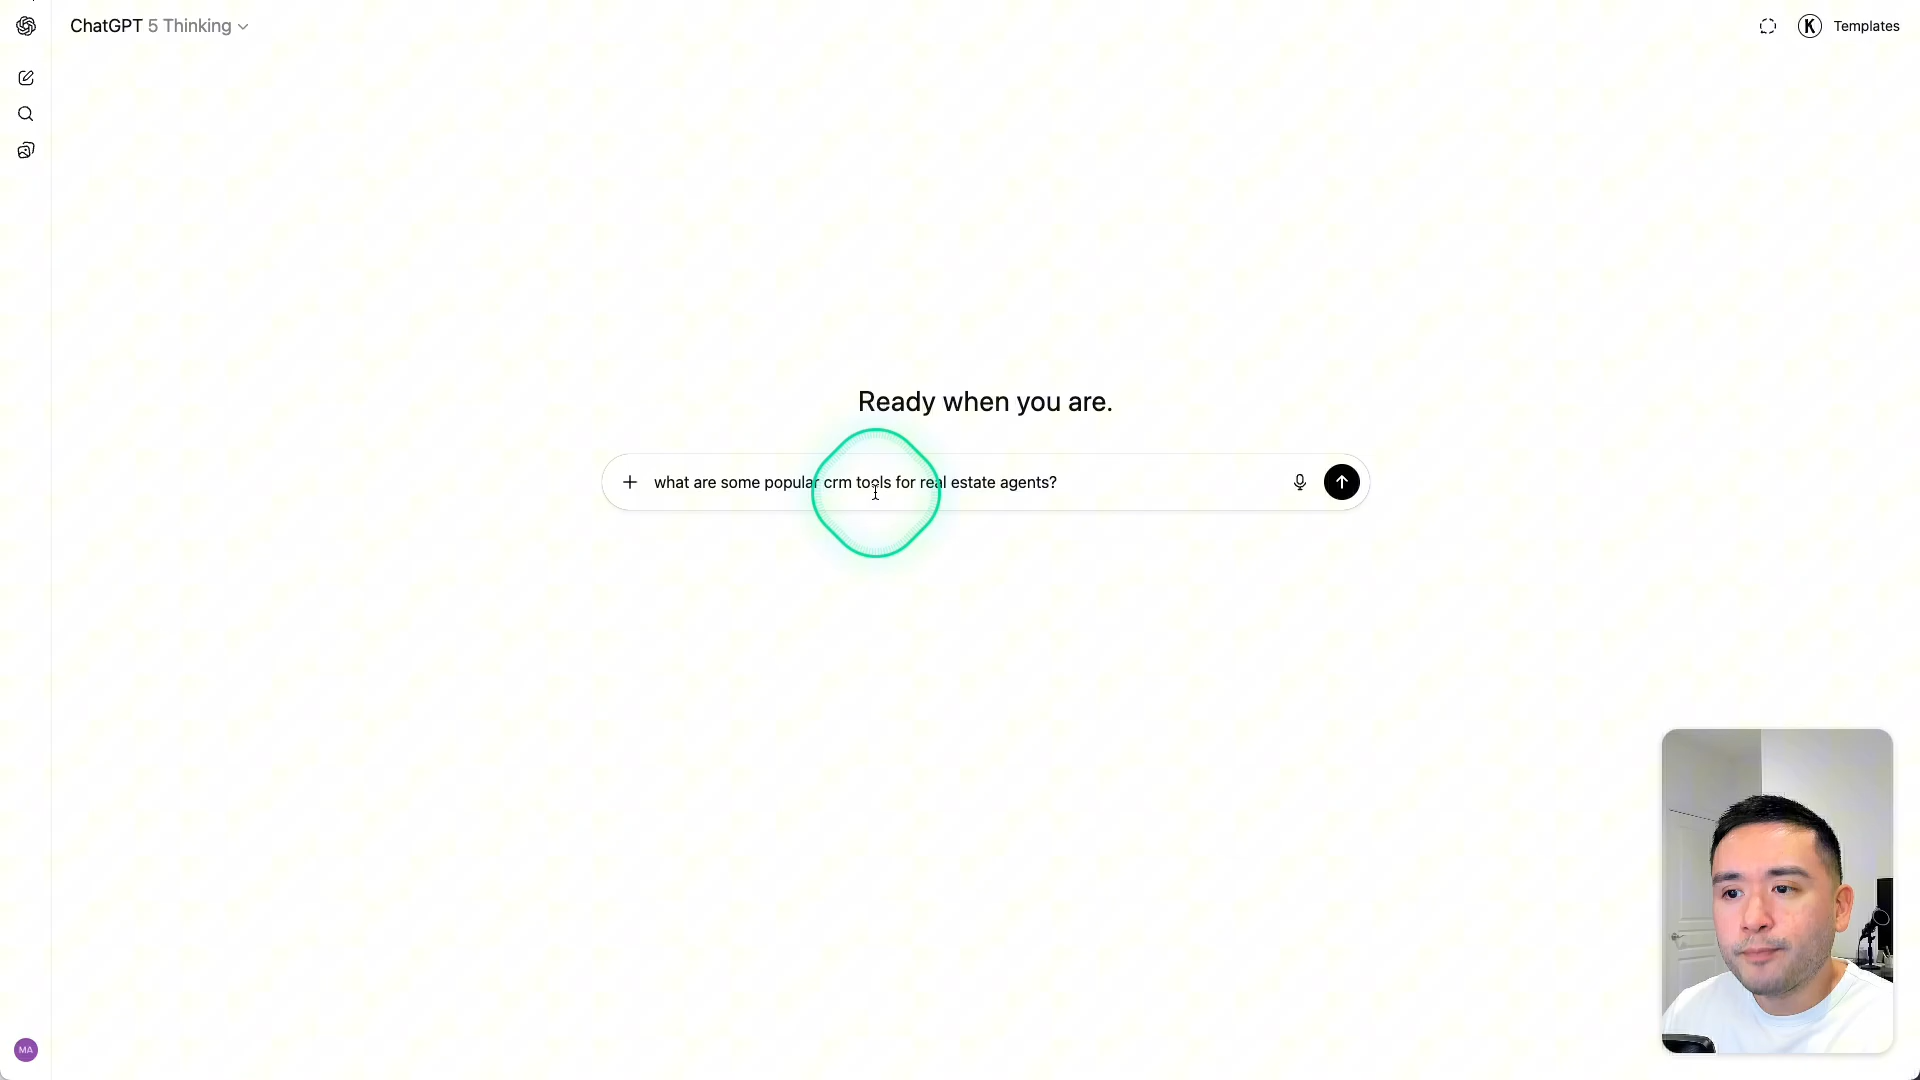 ChatGPT 5 Thinking
K Templates
Ready when you are.
what are some popular crm tools for real estate agents?
MA